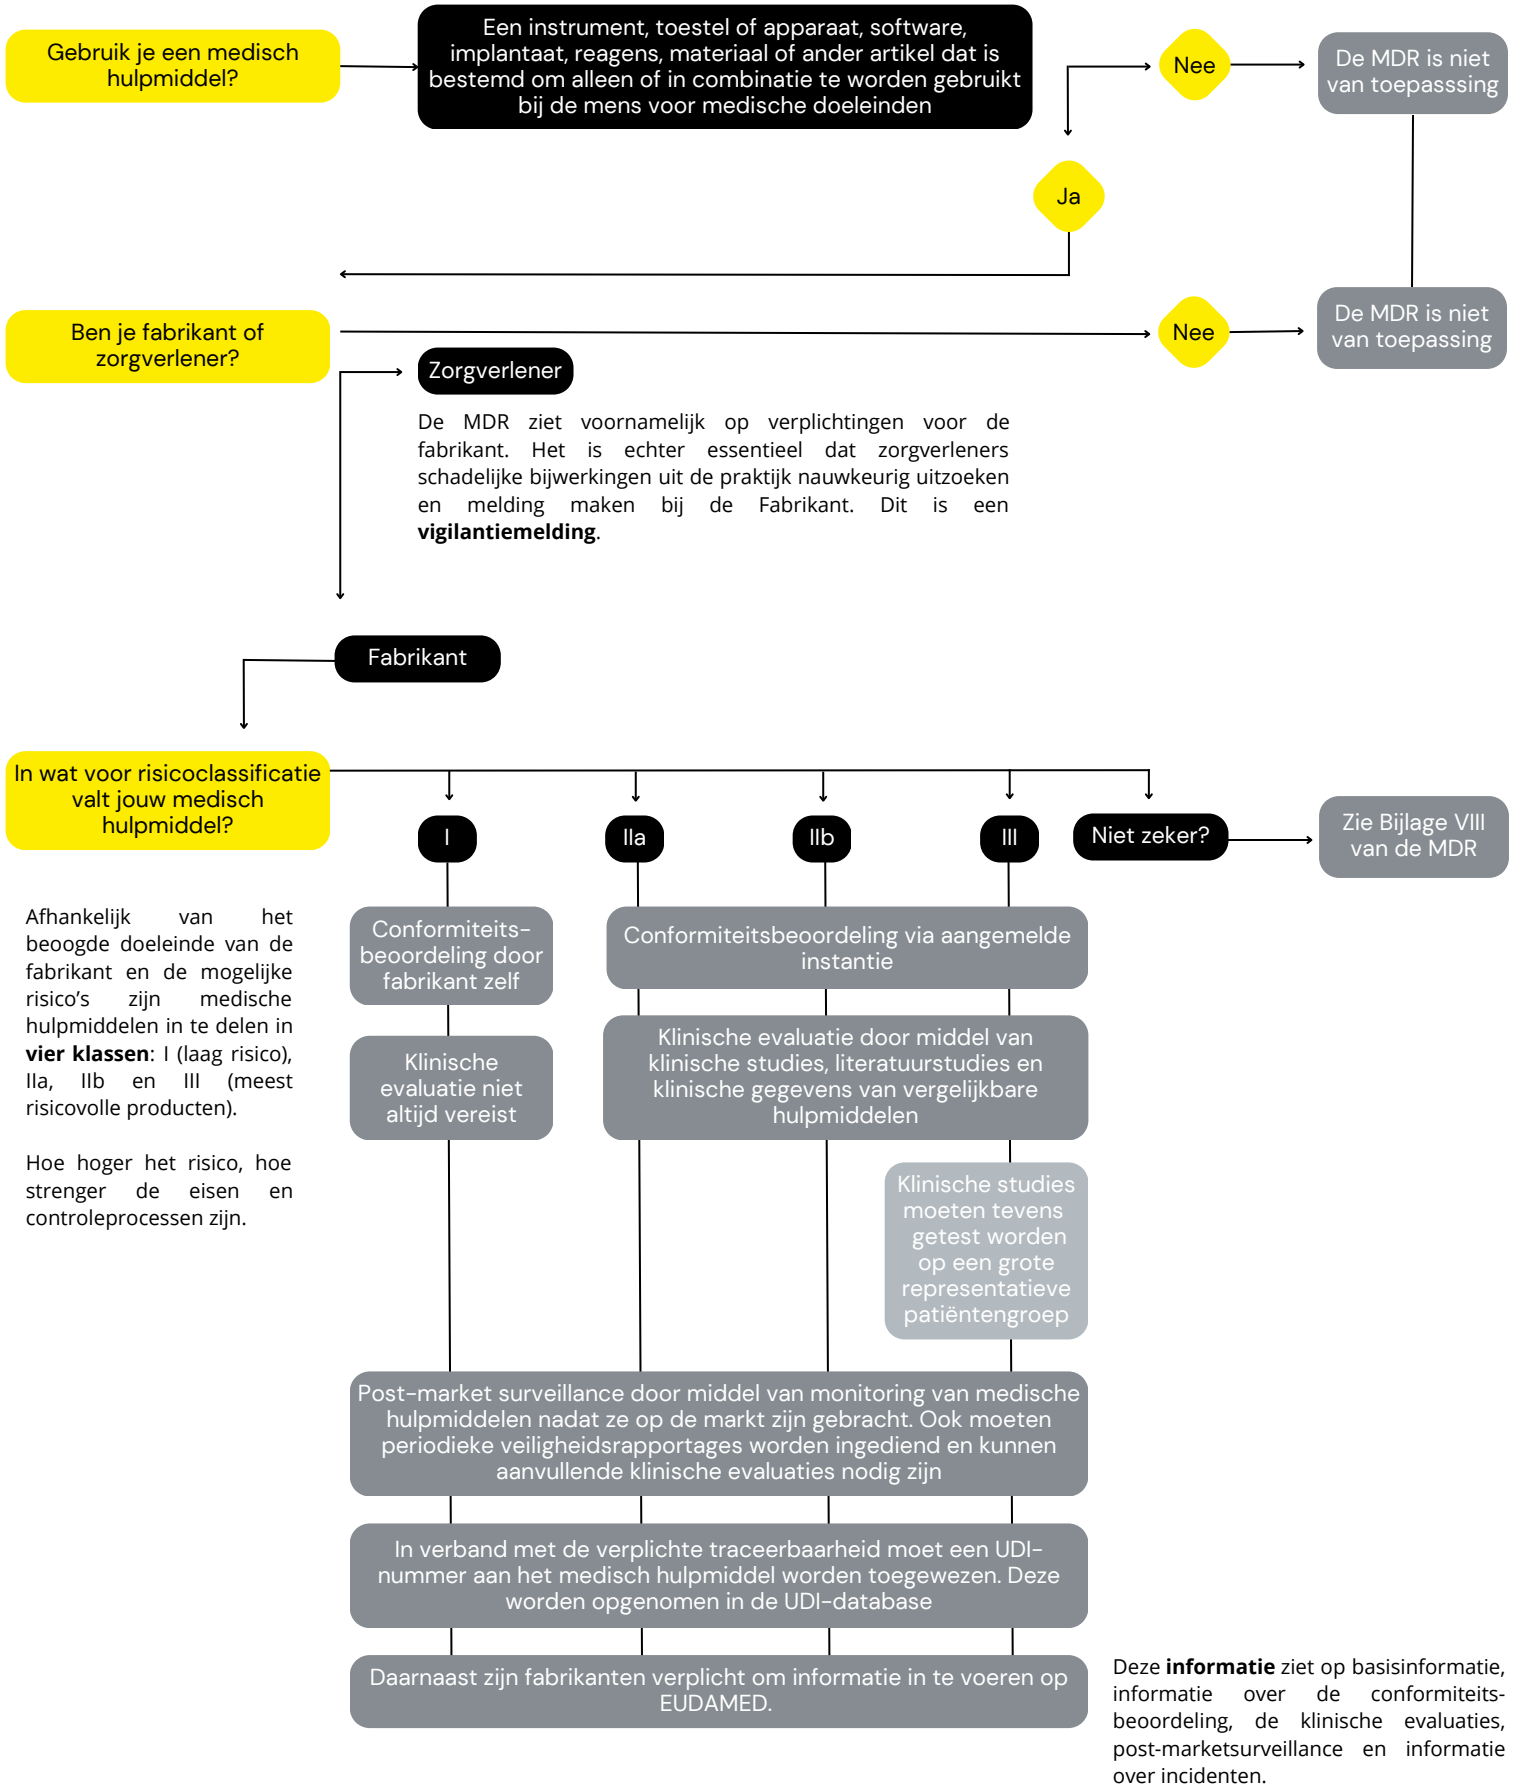 Gebruik je een medisch
hulpmiddel?
Een instrument, toestel of apparaat, software,
implantaat, reagens, materiaal of ander artikel dat is
bestemd om alleen of in combinatie te worden gebruikt
bij de mens voor medische doeleinden
Nee
De MDR is niet
van toepasssing
Ja
Ben je fabrikant of
zorgverlener?
Nee
De MDR is niet
van toepassing
Zorgverlener
De MDR ziet voornamelijk op verplichtingen voor de
fabrikant. Het is echter essentieel dat zorgverleners
schadelijke bijwerkingen uit de praktijk nauwkeurig uitzoeken
en melding maken bij de Fabrikant. Dit is een
vigilantiemelding.
Fabrikant
In wat voor risicoclassificatie
valt jouw medisch
hulpmiddel?
I
IIa
IIb
III
Niet zeker?
Zie Bijlage VIII
van de MDR
Afhankelijk van het
beoogde doeleinde van de
fabrikant en de mogelijke
risico's zijn medische
hulpmiddelen in te delen in
vier klassen: I (laag risico),
IIa, IIb en III (meest
risicovolle producten).
Hoe hoger het risico, hoe
strenger de eisen en
controleprocessen zijn.
Conformiteits-
beoordeling door
fabrikant zelf
Conformiteitsbeoordeling via aangemelde
instantie
Klinische
evaluatie niet
altijd vereist
Klinische evaluatie door middel van
klinische studies, literatuurstudies en
klinische gegevens van vergelijkbare
hulpmiddelen
Klinische studies
moeten tevens
getest worden
op een grote
representatieve
patiëntengroep
Post-market surveillance door middel van monitoring van medische
hulpmiddelen nadat ze op de markt zijn gebracht. Ook moeten
periodieke veiligheidsrapportages worden ingediend en kunnen
aanvullende klinische evaluaties nodig zijn
In verband met de verplichte traceerbaarheid moet een UDI-
nummer aan het medisch hulpmiddel worden toegewezen. Deze
worden opgenomen in de UDI-database
Daarnaast zijn fabrikanten verplicht om informatie in te voeren op
EUDAMED.
Deze informatie ziet op basisinformatie,
informatie over de conformiteits-
beoordeling, de klinische evaluaties,
post-marketsurveillance en informatie
over incidenten.